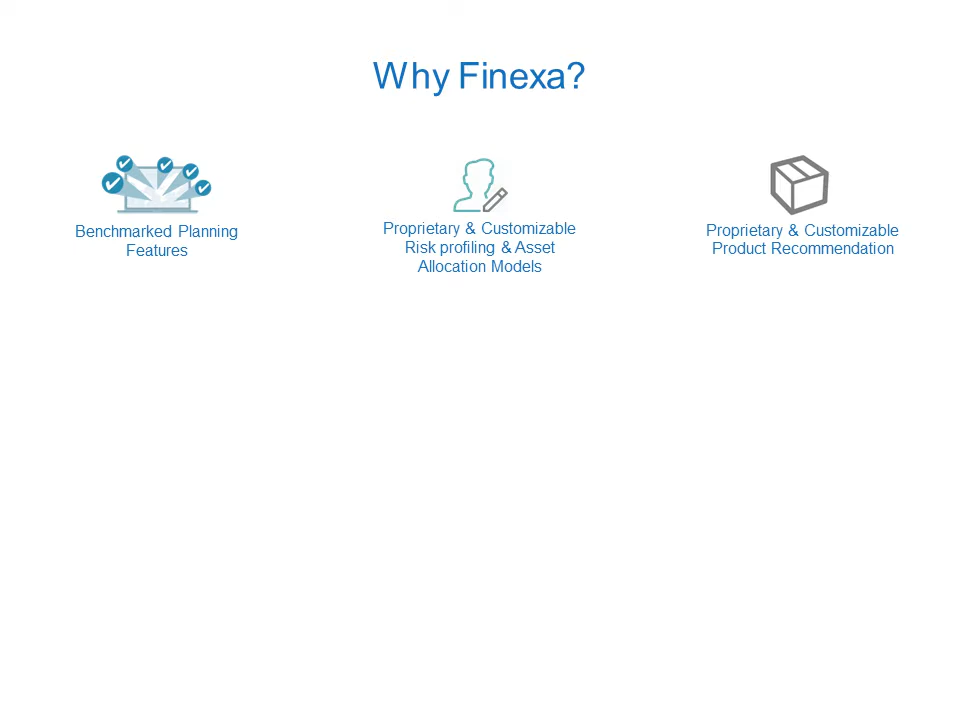 Why Finexa?
Benchmarked Planning
Features
Proprietary & Customizable
Risk profiling & Asset
Allocation Models
Proprietary & Customizable
Product Recommendation